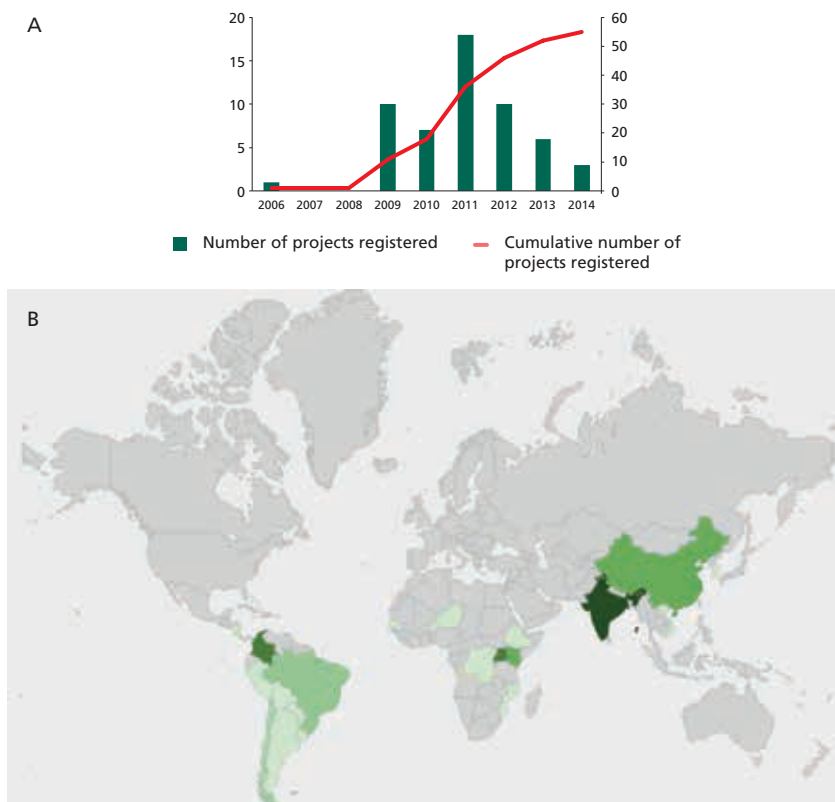 A
20
15
10
5
0
60
50
40
30
20
10
0
2006 2007 2008 2009 2010 2011 2012 2013 2014
Number of projects registered
Cumulative number of
projects registered
B